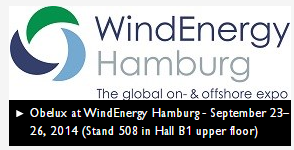 WindEnergy
Hamburg
The global on- & offshore expo
► Obelux at WindEnergy Hamburg - September 23–
26, 2014 (Stand 508 in Hall B1 upper floor)